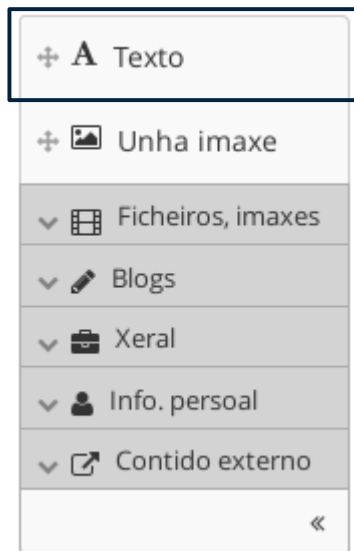 Texto
Unha imaxe
Ficheiros, imaxes
Blogs
Xeral
Info. persoal
Contido externo
«